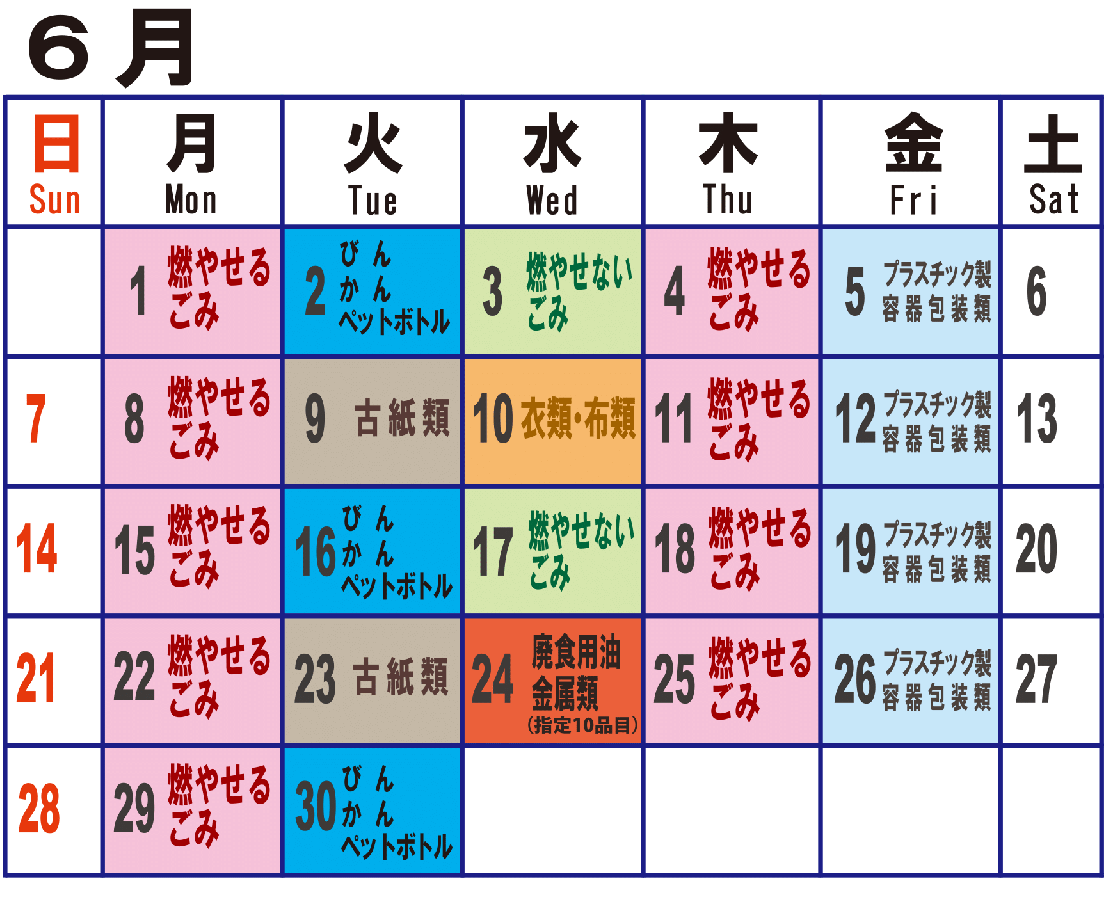 6月
日 月 火 水 木 金 土
Sun Mon Tue Wed Thu Fri Sat
1 燃やせる
ごみ
2 びん
かん
ペットボトル
3 燃やせない
ごみ
4 燃やせる
ごみ
5 プラスチック製
容器包装類
6
7
8 燃やせる
ごみ
9 古紙類
10 衣類・布類
11 燃やせる
ごみ
12 プラスチック製
容器包装類
13
14
15 燃やせる
ごみ
16 びん
かん
ペットボトル
17 燃やせない
ごみ
18 燃やせる
ごみ
19 プラスチック製
容器包装類
20
21
22 燃やせる
ごみ
23 古紙類
24 廃食用油
金属類
(指定10品目)
25 燃やせる
ごみ
26 プラスチック製
容器包装類
27
28
29 燃やせる
ごみ
30 びん
かん
ペットボトル